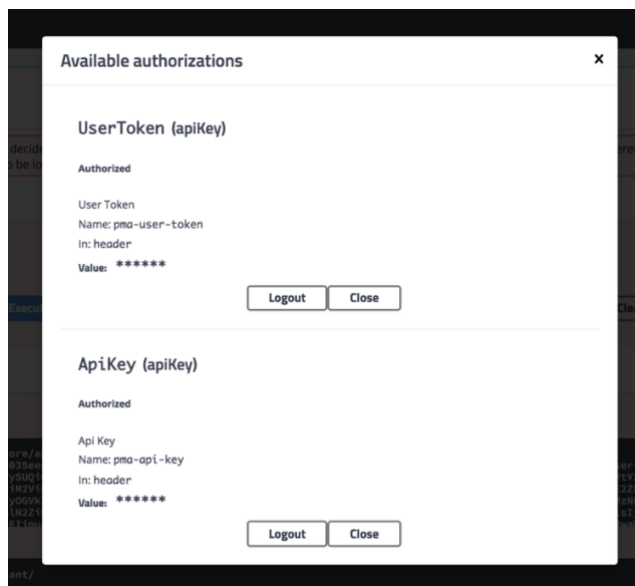 Available authorizations
x
UserToken (apiKey)
Authorized
User Token
Name: pma-user-token
In: header
Value: ******
Logout Close
ApiKey (apiKey)
Authorized
Api Key
Name: pma-api-key
In: header
Value: ******
Logout Close
ant/